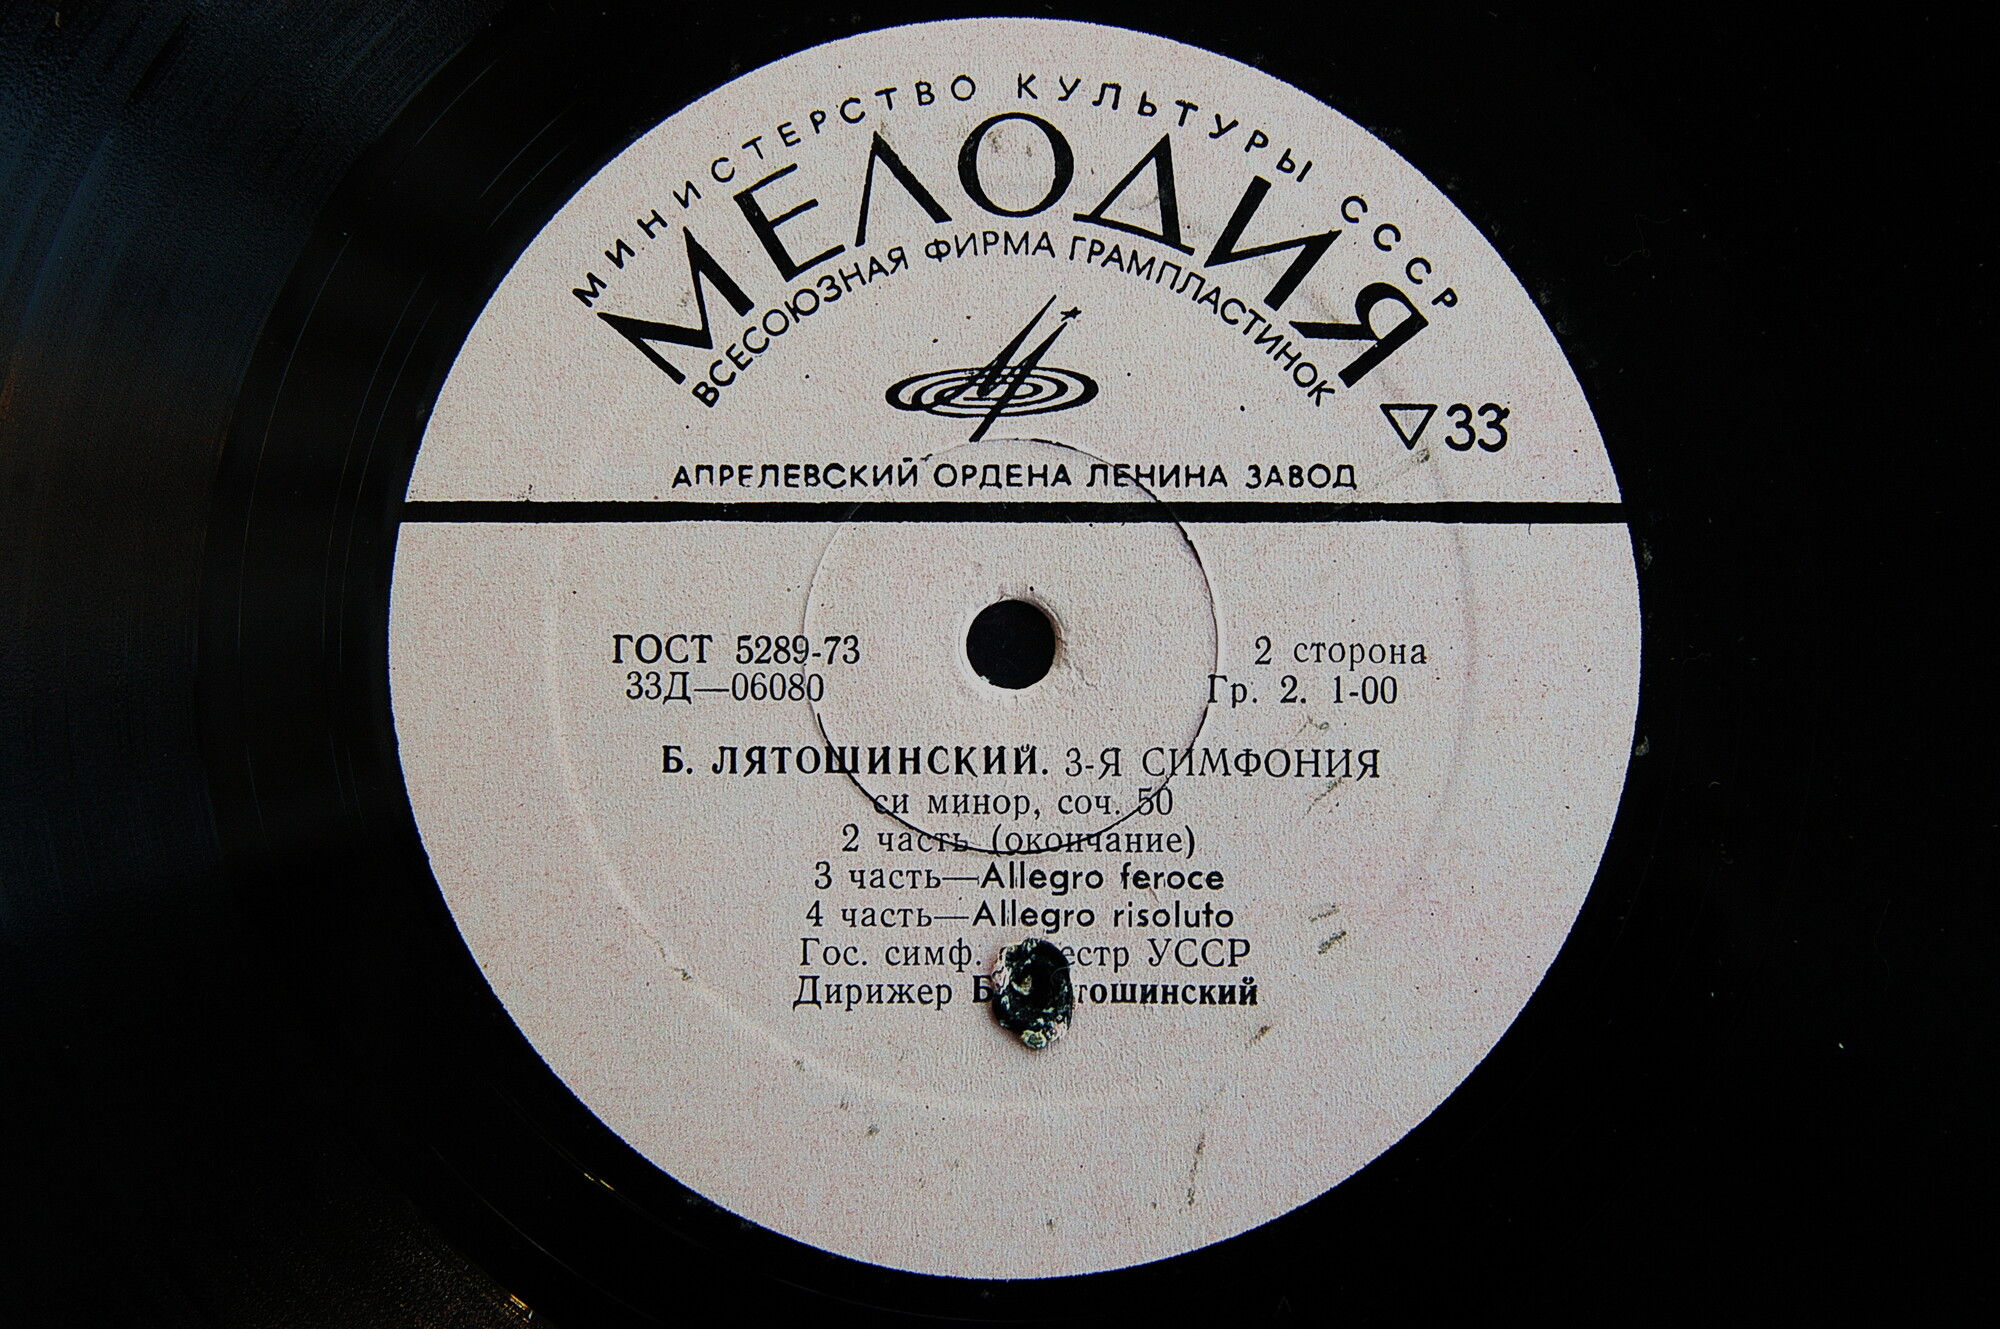 МИНИСТЕРСТВО КУЛЬТУРЫ СССР
МЕЛОДИЯ
ВСЕСОЮЗНАЯ ФИРМА ГРАМПЛАСТИНОК
▽33
АПРЕЛЕВСКИЙ ОРДЕНА ЛЕНИНА ЗАВОД
ГОСТ 5289-73
33Д—06080
2 сторона
Гр. 2. 1-00
Б. ЛЯТОШИНСКИЙ. 3-Я СИМФОНИЯ
си минор, соч. 50
2 часть (окончание)
3 часть—Allegro feroce
4 часть—Allegro risoluto
Гос. симф. УССР
Дирижер